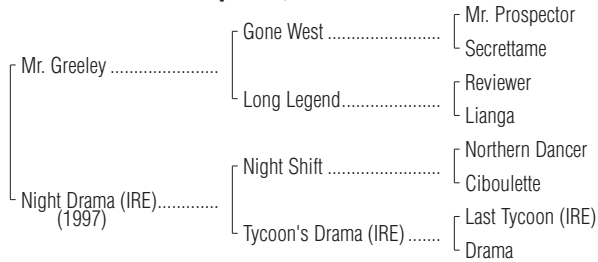 Mr. Prospector
Gone West .......................
Secrettame
Mr. Greeley ......................
Reviewer
Long Legend....................
Lianga
Northern Dancer
Night Shift .......................
Ciboulette
Night Drama (IRE).............
(1997)
Last Tycoon (IRE)
Tycoon's Drama (IRE) .......
Drama